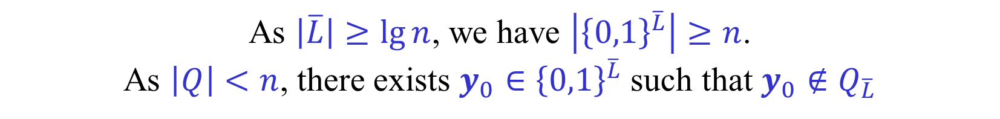 As |L̄| ≥ lg n, we have |{0,1}^L̄| ≥ n.
As |Q| < n, there exists y₀ ∈ {0,1}^L̄ such that y₀ ∉ Q_L̄